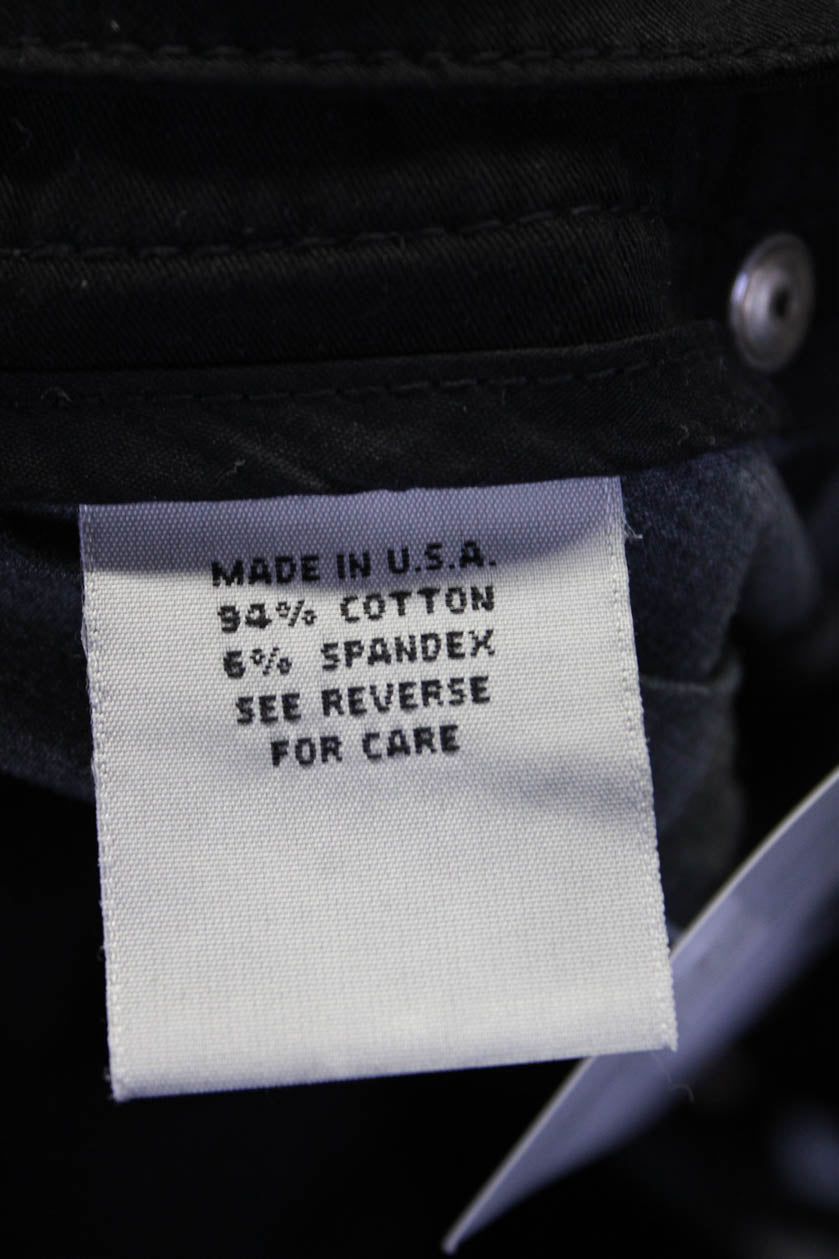 MADE IN U.S.A.
94% COTTON
6% SPANDEX
SEE REVERSE
FOR CARE